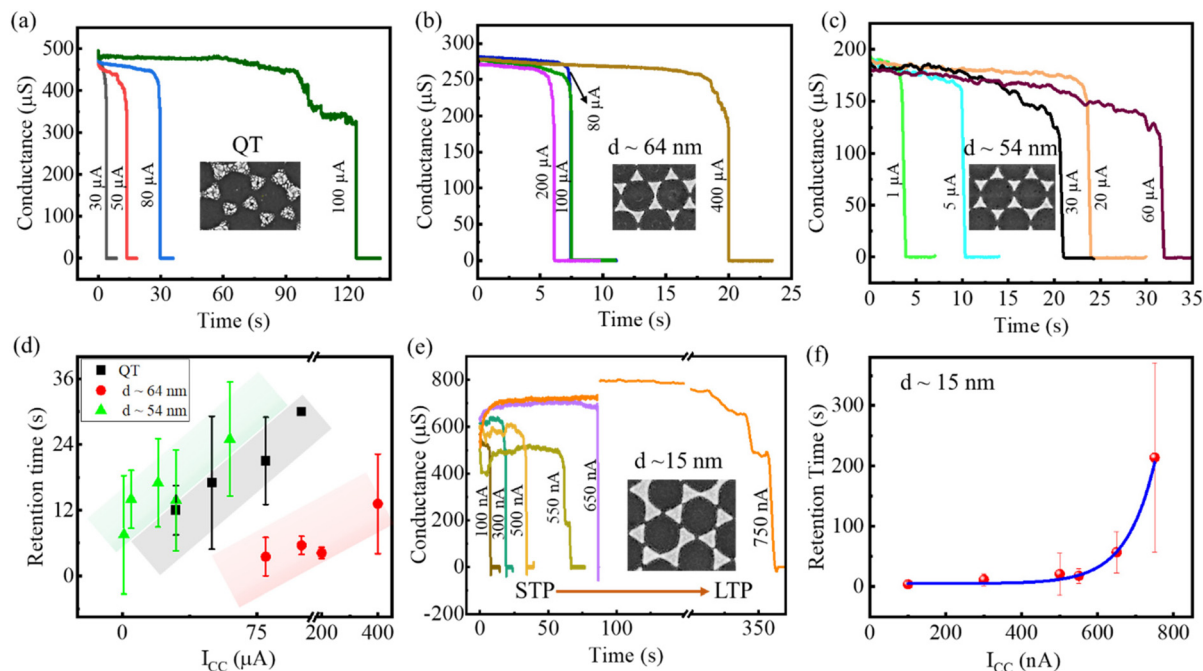 (a)
500
400
300
200
100
0
Conductance (µS)
30 µA
50 µA
80 µA
100 µA
QT
0
30
60
90
120
Time (s)
(b)
300
250
200
150
100
50
0
Conductance (µS)
80 µA
200 µA
100 µA
400 µA
d ~ 64 nm
0
5
10
15
20
25
Time (s)
(c)
200
150
100
50
0
Conductance (µS)
1 µA
5 µA
30 µA
20 µA
60 µA
d ~ 54 nm
0
5
10
15
20
25
30
35
Time (s)
(d)
36
24
12
0
Retention time (s)
QT
d ~ 64 nm
d ~ 54 nm
0
75
200
400
I_CC (µA)
(e)
800
600
400
200
0
-200
Conductance (µS)
100 nA
300 nA
500 nA
550 nA
650 nA
750 nA
d ~15 nm
STP
LTP
0
50
100
350
Time (s)
(f)
400
300
200
100
0
Retention Time (s)
d ~ 15 nm
0
200
400
600
800
I_CC (nA)